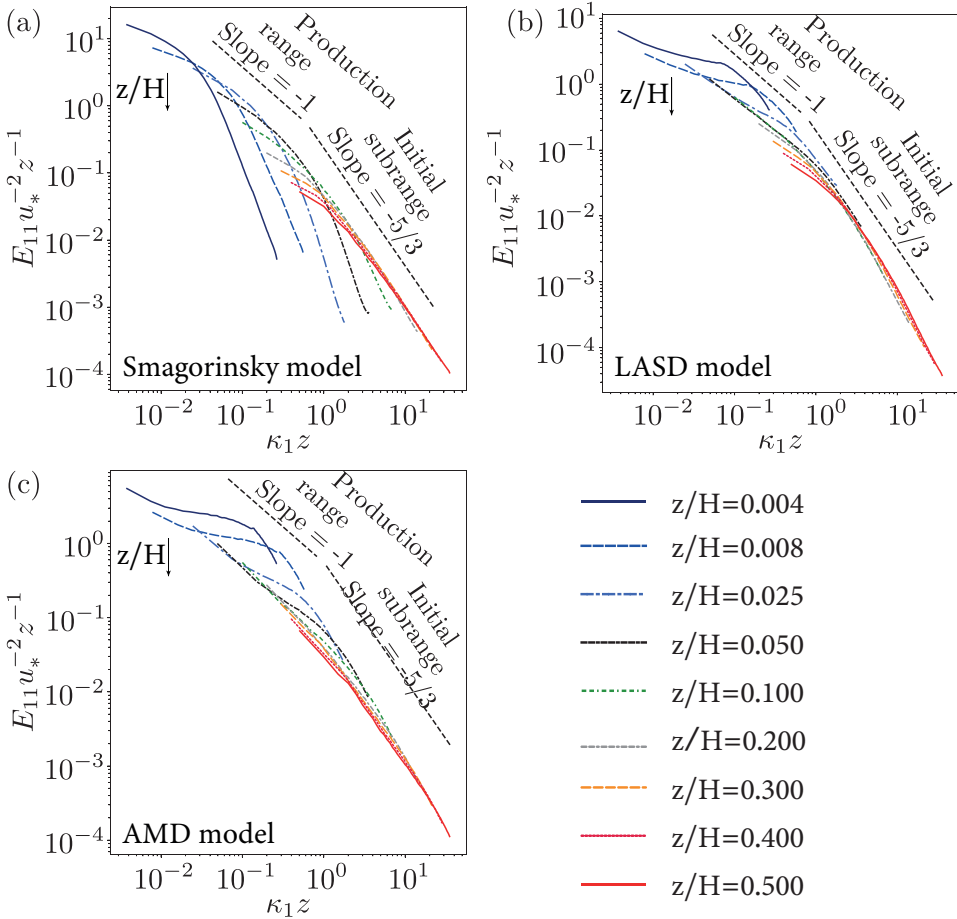 (a)
10^1
10^0
10^-1
10^-2
10^-3
10^-4
E_11 u_*^-2 z^-1
z/H
Production
range
Slope = -1
Initial
subrange
Slope = -5/3
Smagorinsky model
10^-2
10^-1
10^0
10^1
κ_1 z
(b)
10^1
10^0
10^-1
10^-2
10^-3
10^-4
E_11 u_*^-2 z^-1
z/H
Production
range
Slope = -1
Initial
subrange
Slope = -5/3
LASD model
10^-2
10^-1
10^0
10^1
κ_1 z
(c)
10^0
10^-1
10^-2
10^-3
10^-4
E_11 u_*^-2 z^-1
z/H
Production
range
Slope = -1
Initial
subrange
Slope = -5/3
AMD model
10^-2
10^-1
10^0
10^1
κ_1 z
z/H=0.004
z/H=0.008
z/H=0.025
z/H=0.050
z/H=0.100
z/H=0.200
z/H=0.300
z/H=0.400
z/H=0.500